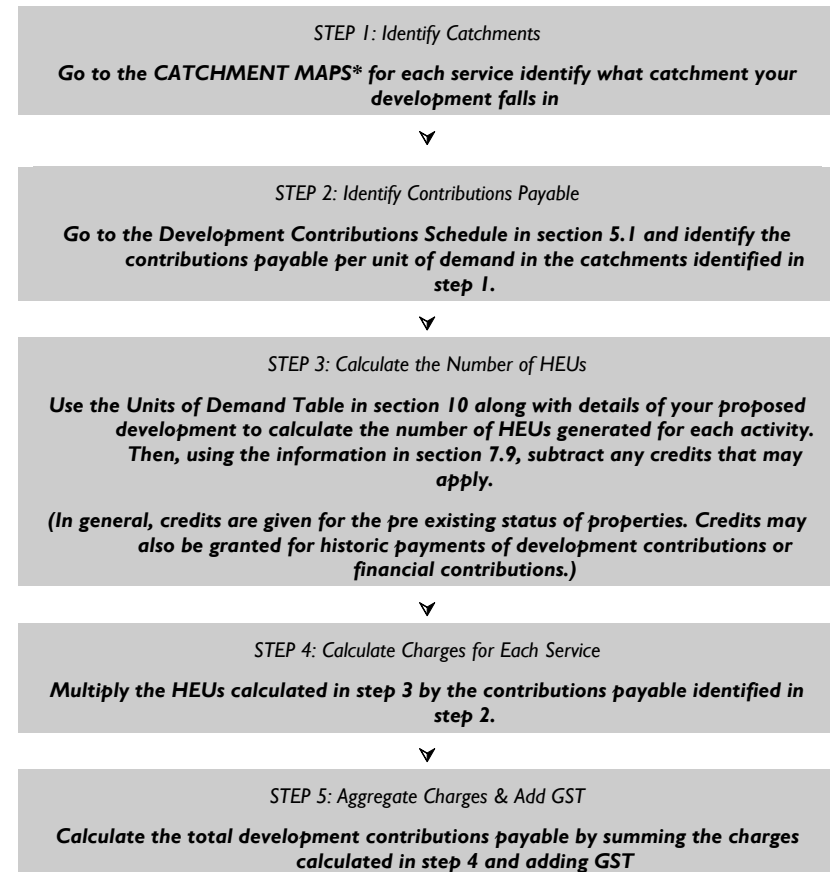 STEP 1: Identify Catchments
Go to the CATCHMENT MAPS* for each service identify what catchment your
development falls in
STEP 2: Identify Contributions Payable
Go to the Development Contributions Schedule in section 5.1 and identify the
contributions payable per unit of demand in the catchments identified in
step 1.
STEP 3: Calculate the Number of HEUs
Use the Units of Demand Table in section 10 along with details of your proposed
development to calculate the number of HEUs generated for each activity.
Then, using the information in section 7.9, subtract any credits that may
apply.
(In general, credits are given for the pre existing status of properties. Credits may
also be granted for historic payments of development contributions or
financial contributions.)
STEP 4: Calculate Charges for Each Service
Multiply the HEUs calculated in step 3 by the contributions payable identified in
step 2.
STEP 5: Aggregate Charges & Add GST
Calculate the total development contributions payable by summing the charges
calculated in step 4 and adding GST